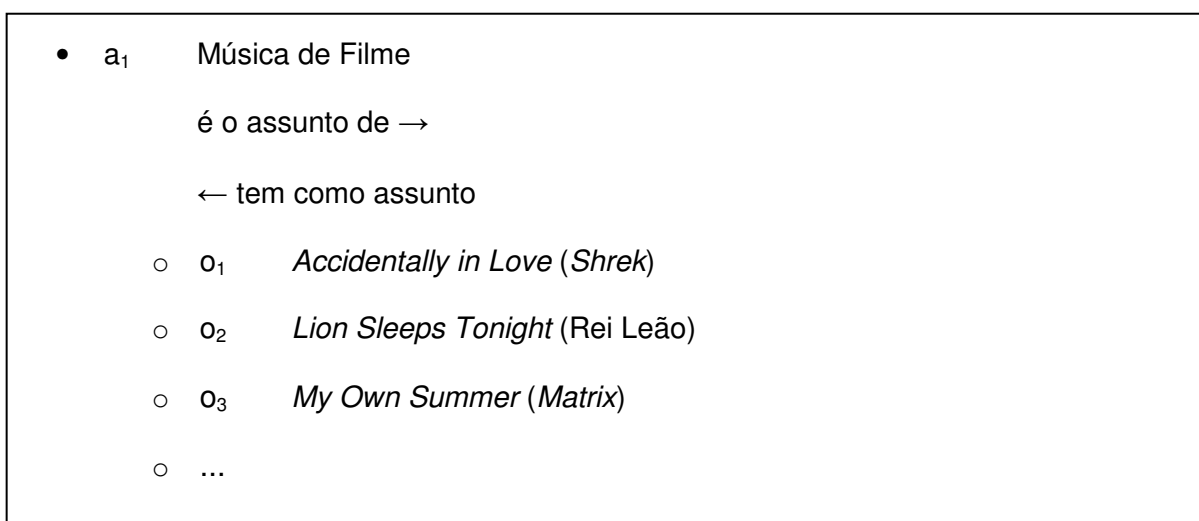 • a₁ Música de Filme
é o assunto de →
← tem como assunto
○ o₁ Accidentally in Love (Shrek)
○ o₂ Lion Sleeps Tonight (Rei Leão)
○ o₃ My Own Summer (Matrix)
○ ...